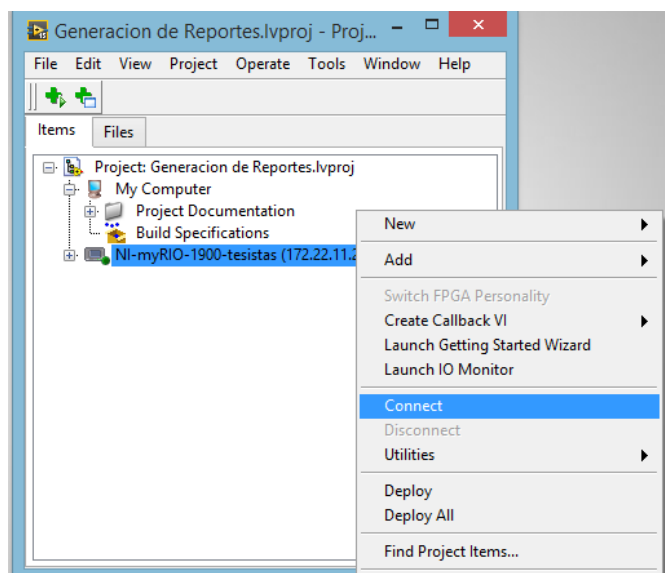 Generacion de Reportes.lvproj - Proj...
File Edit View Project Operate Tools Window Help
Items Files
Project: Generacion de Reportes.lvproj
My Computer
Project Documentation
Build Specifications
NI-myRIO-1900-tesistas (172.22.11.2
New
Add
Switch FPGA Personality
Create Callback VI
Launch Getting Started Wizard
Launch IO Monitor
Connect
Disconnect
Utilities
Deploy
Deploy All
Find Project Items...